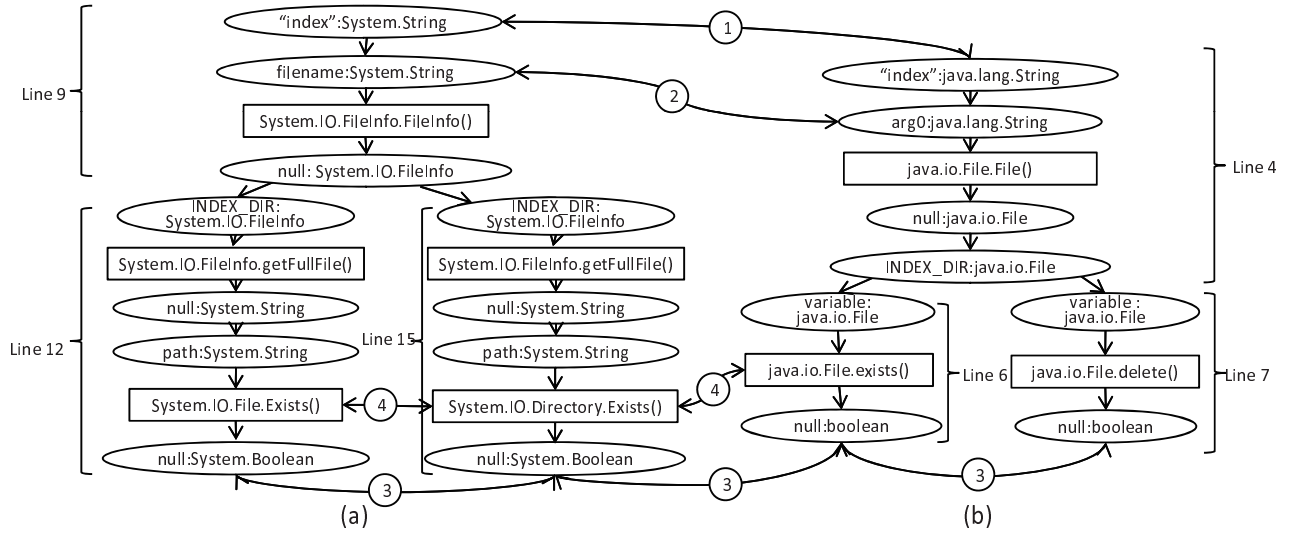 "index":System.String
1
filename:System.String
"index":java.lang.String
Line 9
2
System.IO.FileInfo.FileInfo()
arg0:java.lang.String
null: System.IO.FileInfo
java.io.File.File()
Line 4
INDEX_DIR:
System.IO.FileInfo
INDEX_DIR:
System.IO.FileInfo
null:java.io.File
System.IO.FileInfo.getFullFile()
System.IO.FileInfo.getFullFile()
INDEX_DIR:java.io.File
null:System.String
null:System.String
variable:
java.io.File
variable :
java.io.File
Line 12
path:System.String
Line 15
path:System.String
java.io.File.exists()
Line 6
java.io.File.delete()
Line 7
System.IO.File.Exists()
4
System.IO.Directory.Exists()
4
null:boolean
null:boolean
null:System.Boolean
null:System.Boolean
3
3
3
(a)
(b)